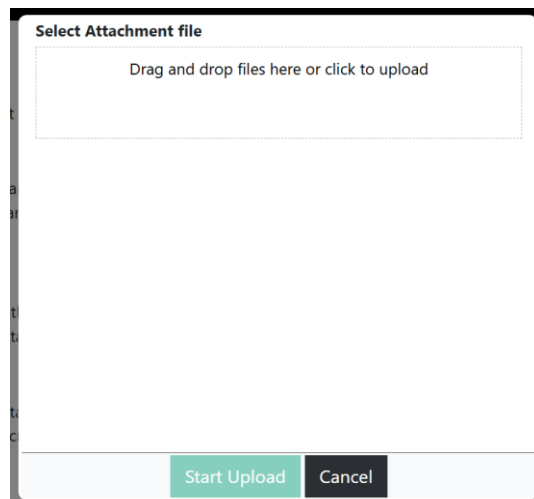 Select Attachment file
Drag and drop files here or click to upload
Start Upload
Cancel